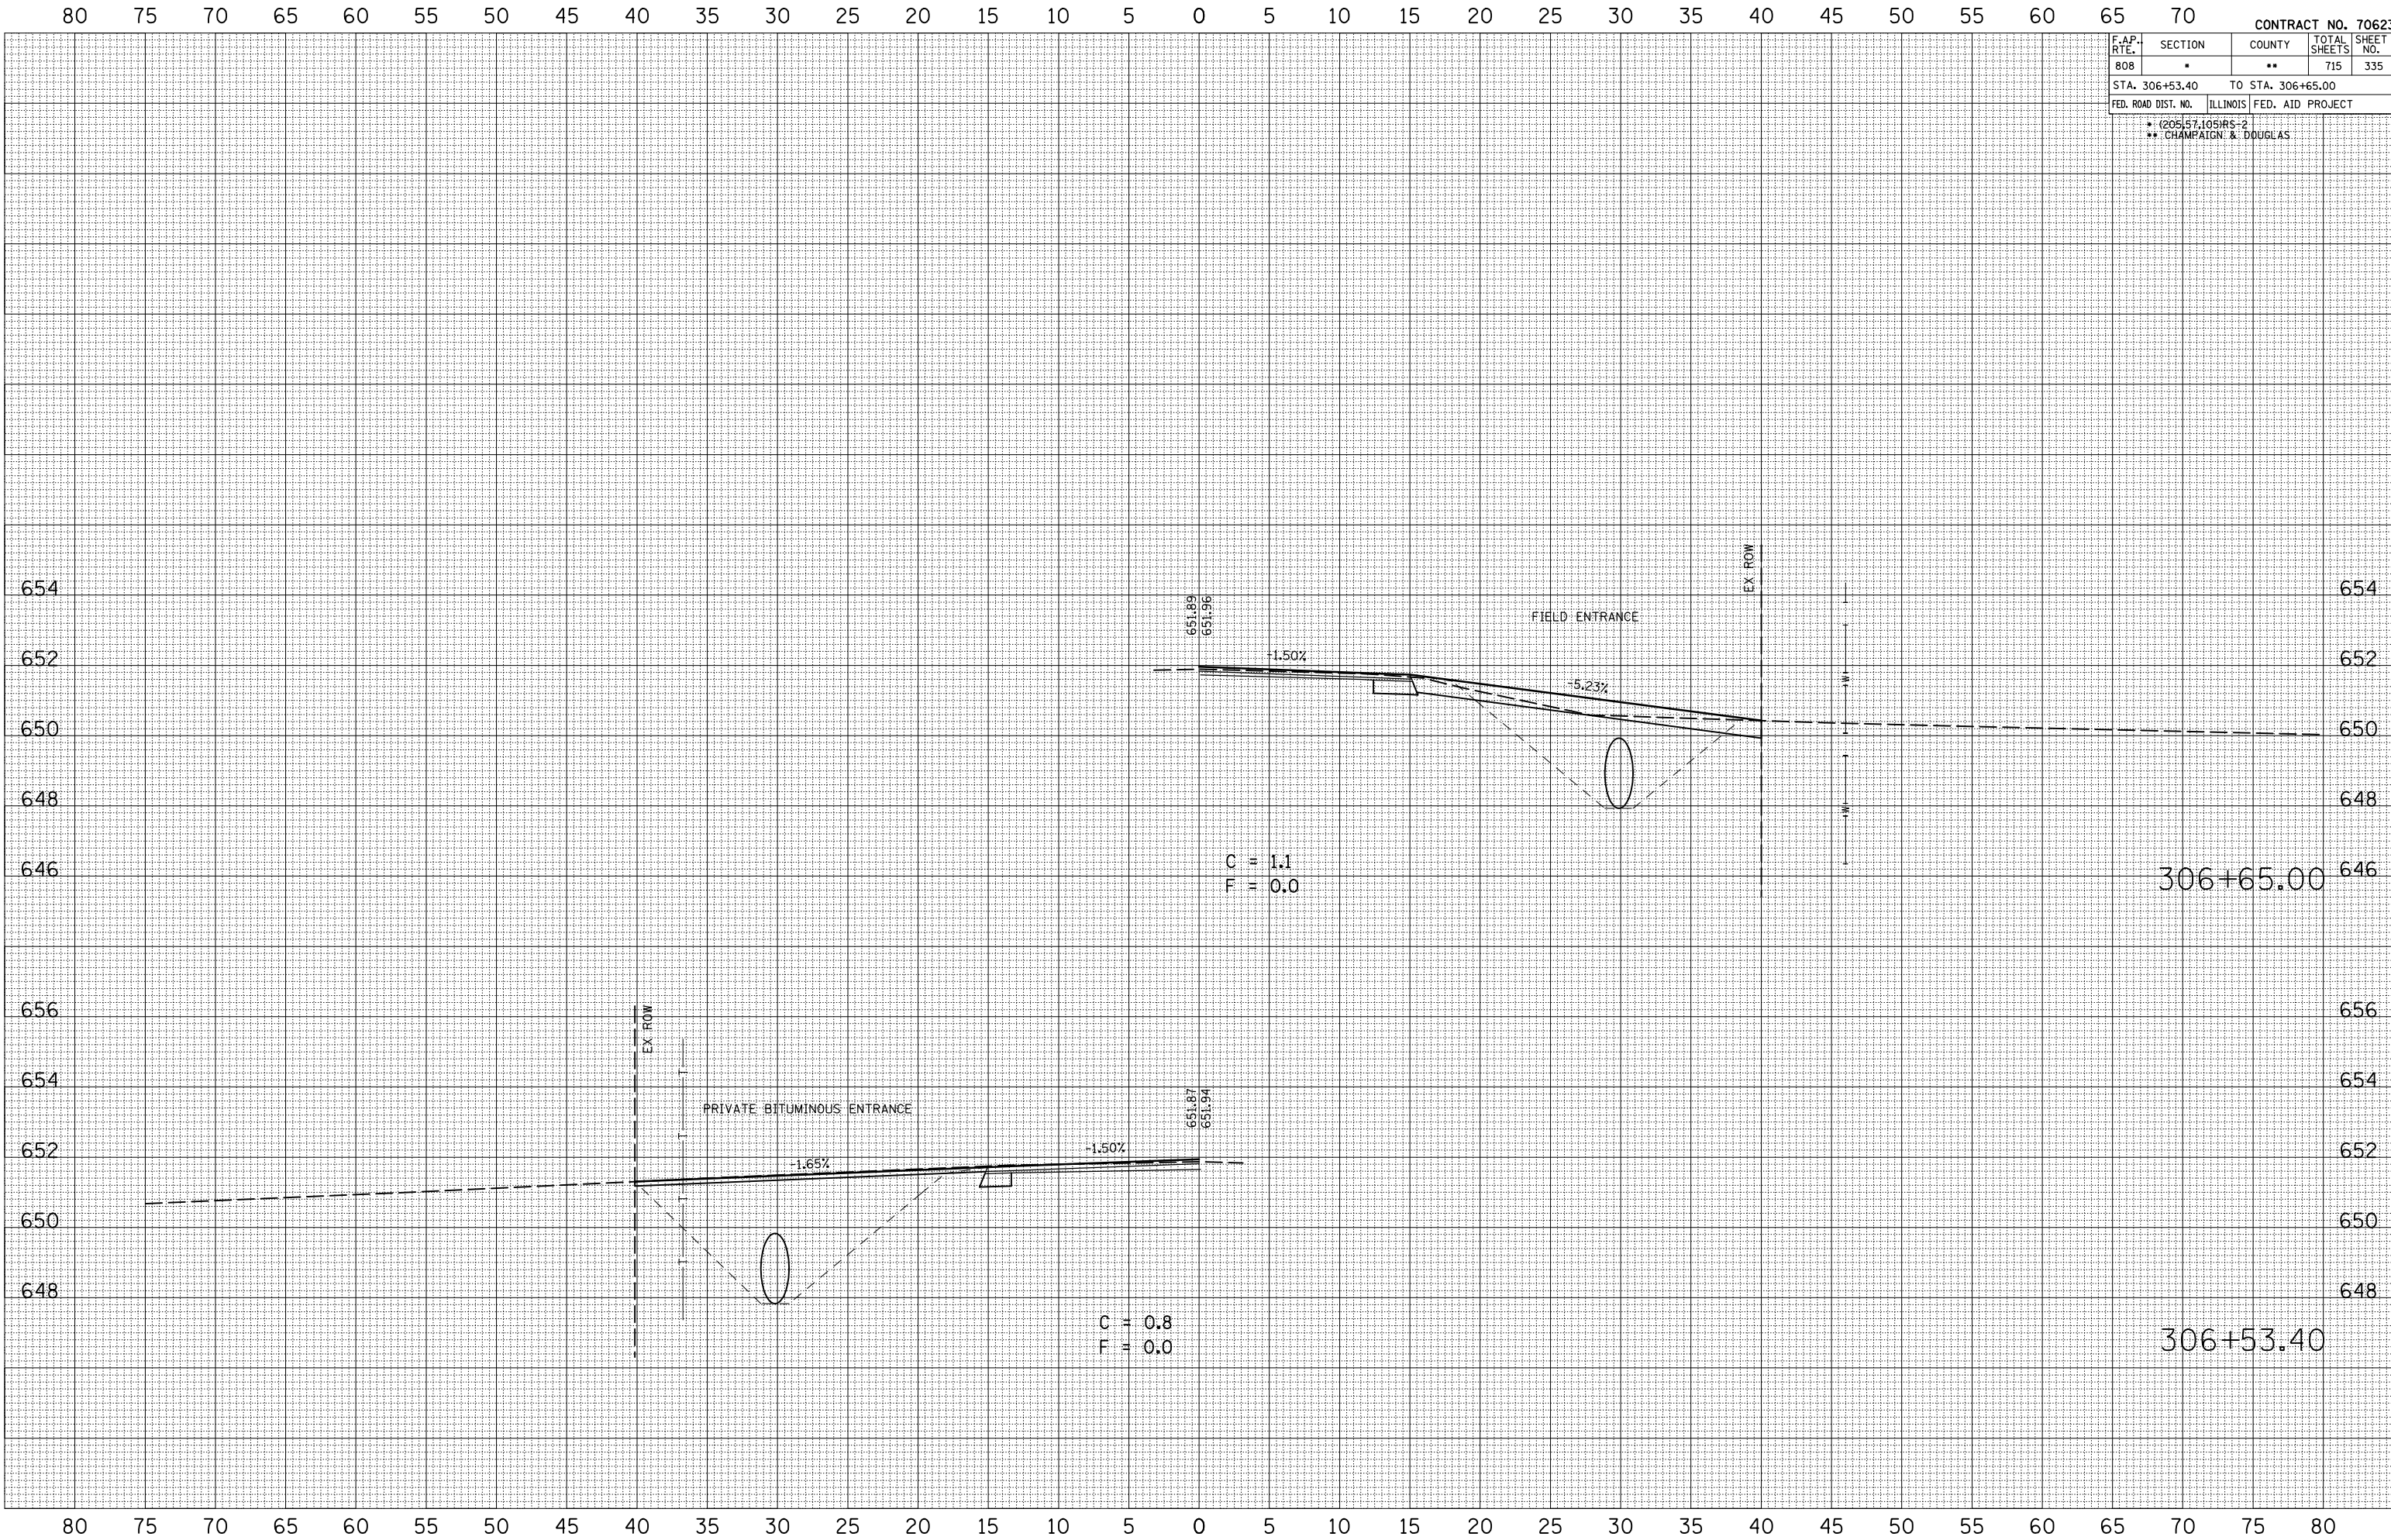 80 75 70 65 60 55 50 45 40 35 30 25 20 15 10 5 0 5 10 15 20 25 30 35 40 45 50 55 60 65 70
CONTRACT NO. 70623
F.A.P. RTE. SECTION COUNTY TOTAL SHEETS SHEET NO.
808 * ** 715 335
STA. 306+53.40 TO STA. 306+65.00
FED. ROAD DIST. NO. ILLINOIS FED. AID PROJECT
* (205,57,105)RS-2
** CHAMPAIGN & DOUGLAS
EX ROW
654 654
651.89
651.96
FIELD ENTRANCE
652 652
-1.50%
W
-5.23%
650 650
648 648
W
C = 1.1
646 646
F = 0.0
306+65.00
656 656
EX ROW
654 654
T
651.87
651.94
PRIVATE BITUMINOUS ENTRANCE
T
652 652
-1.50%
-1.65%
T
650 650
T
648 648
C = 0.8
F = 0.0
306+53.40
80 75 70 65 60 55 50 45 40 35 30 25 20 15 10 5 0 5 10 15 20 25 30 35 40 45 50 55 60 65 70 75 80